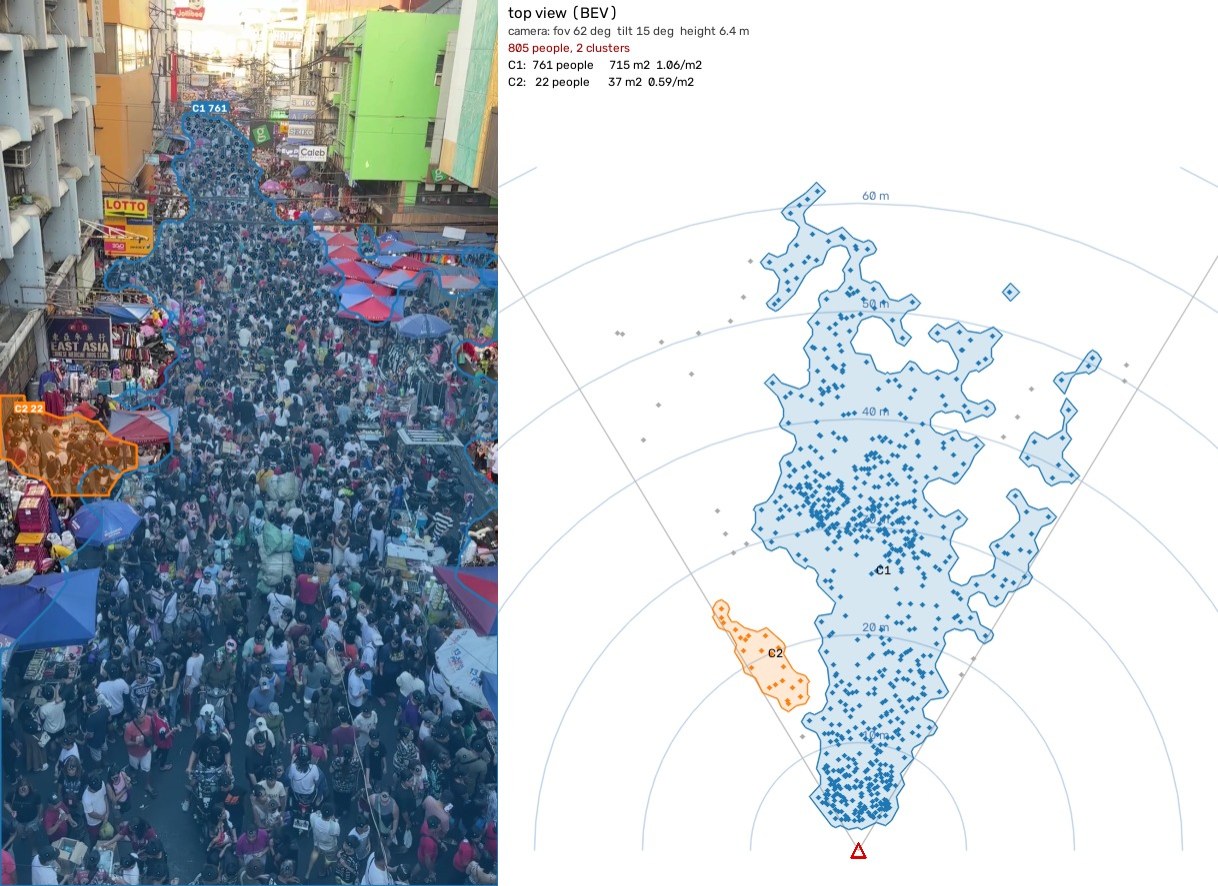 top view (BEV)
camera: fov 62 deg tilt 15 deg height 6.4 m
805 people, 2 clusters
C1: 761 people 715 m2 1.06/m2
C2: 22 people 37 m2 0.59/m2
Jollibee
C1 761
SEIKO
g
Caleb
LOTTO
EAST ASIA
C2 22
60 m
50 m
40 m
C1
20 m
C2
10 m